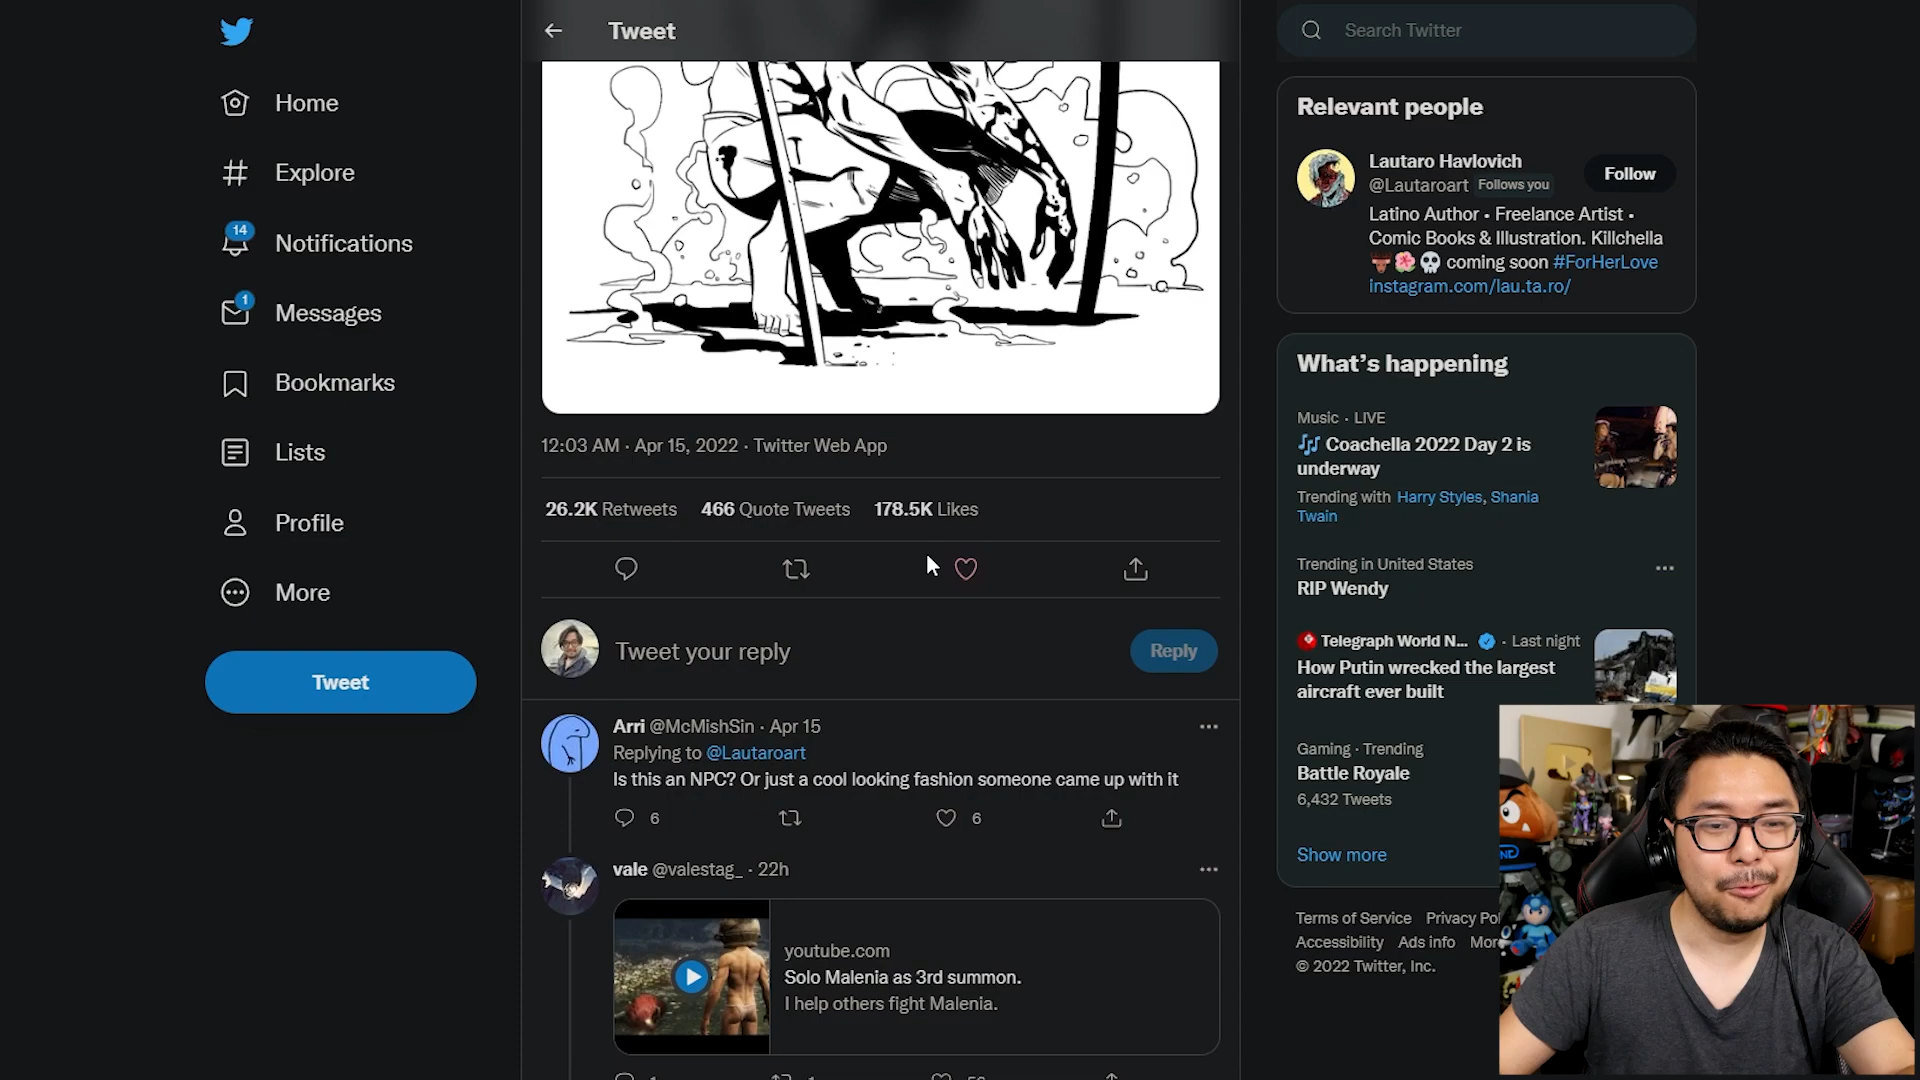 Home
Explore
14
Notifications
1
Messages
Bookmarks
Lists
Profile
More
Tweet
Tweet
12:03 AM · Apr 15, 2022 · Twitter Web App
26.2K Retweets 466 Quote Tweets 178.5K Likes
Tweet your reply
Reply
Arri @McMishSin · Apr 15
Replying to @Lautaroart
Is this an NPC? Or just a cool looking fashion someone came up with it
6
6
vale @valestag_ · 22h
youtube.com
Solo Malenia as 3rd summon.
I help others fight Malenia.
Search Twitter
Relevant people
Lautaro Havlovich
@Lautaroart Follows you
Follow
Latino Author • Freelance Artist •
Comic Books & Illustration. Killchella
coming soon #ForHerLove
instagram.com/lau.ta.ro/
What's happening
Music · LIVE
Coachella 2022 Day 2 is
underway
Trending with Harry Styles, Shania
Twain
Trending in United States
RIP Wendy
Telegraph World N... · Last night
How Putin wrecked the largest
aircraft ever built
Gaming · Trending
Battle Royale
6,432 Tweets
Show more
Terms of Service Privacy Pol
Accessibility Ads info More
© 2022 Twitter, Inc.